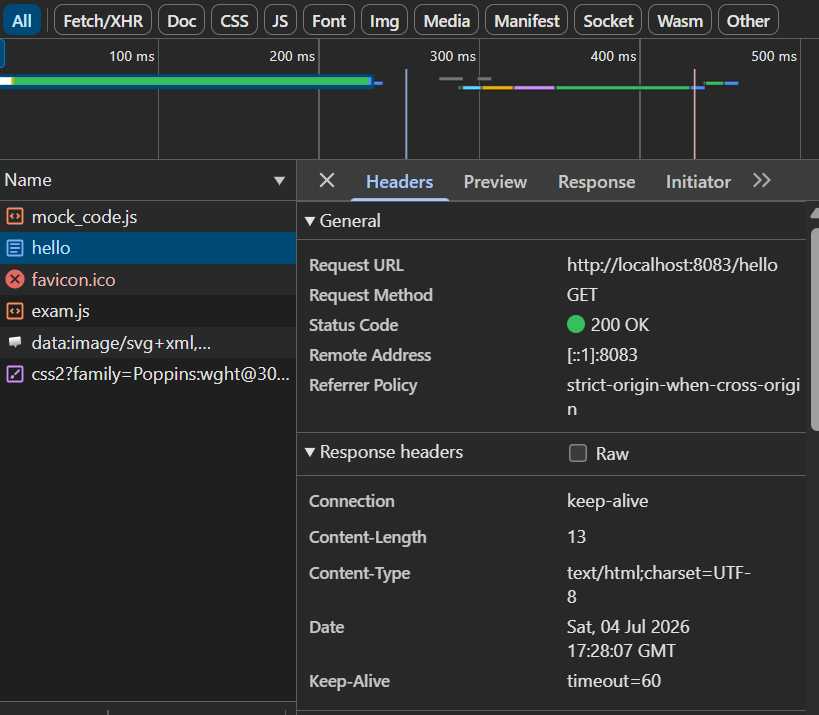 All Fetch/XHR Doc CSS JS Font Img Media Manifest Socket Wasm Other
100 ms 200 ms 300 ms 400 ms 500 ms
Name
mock_code.js
hello
favicon.ico
exam.js
data:image/svg+xml,...
css2?family=Poppins:wght@30...
Headers Preview Response Initiator
General
Request URL http://localhost:8083/hello
Request Method GET
Status Code 200 OK
Remote Address [::1]:8083
Referrer Policy strict-origin-when-cross-origi
n
Response headers Raw
Connection keep-alive
Content-Length 13
Content-Type text/html;charset=UTF-
8
Date Sat, 04 Jul 2026
17:28:07 GMT
Keep-Alive timeout=60